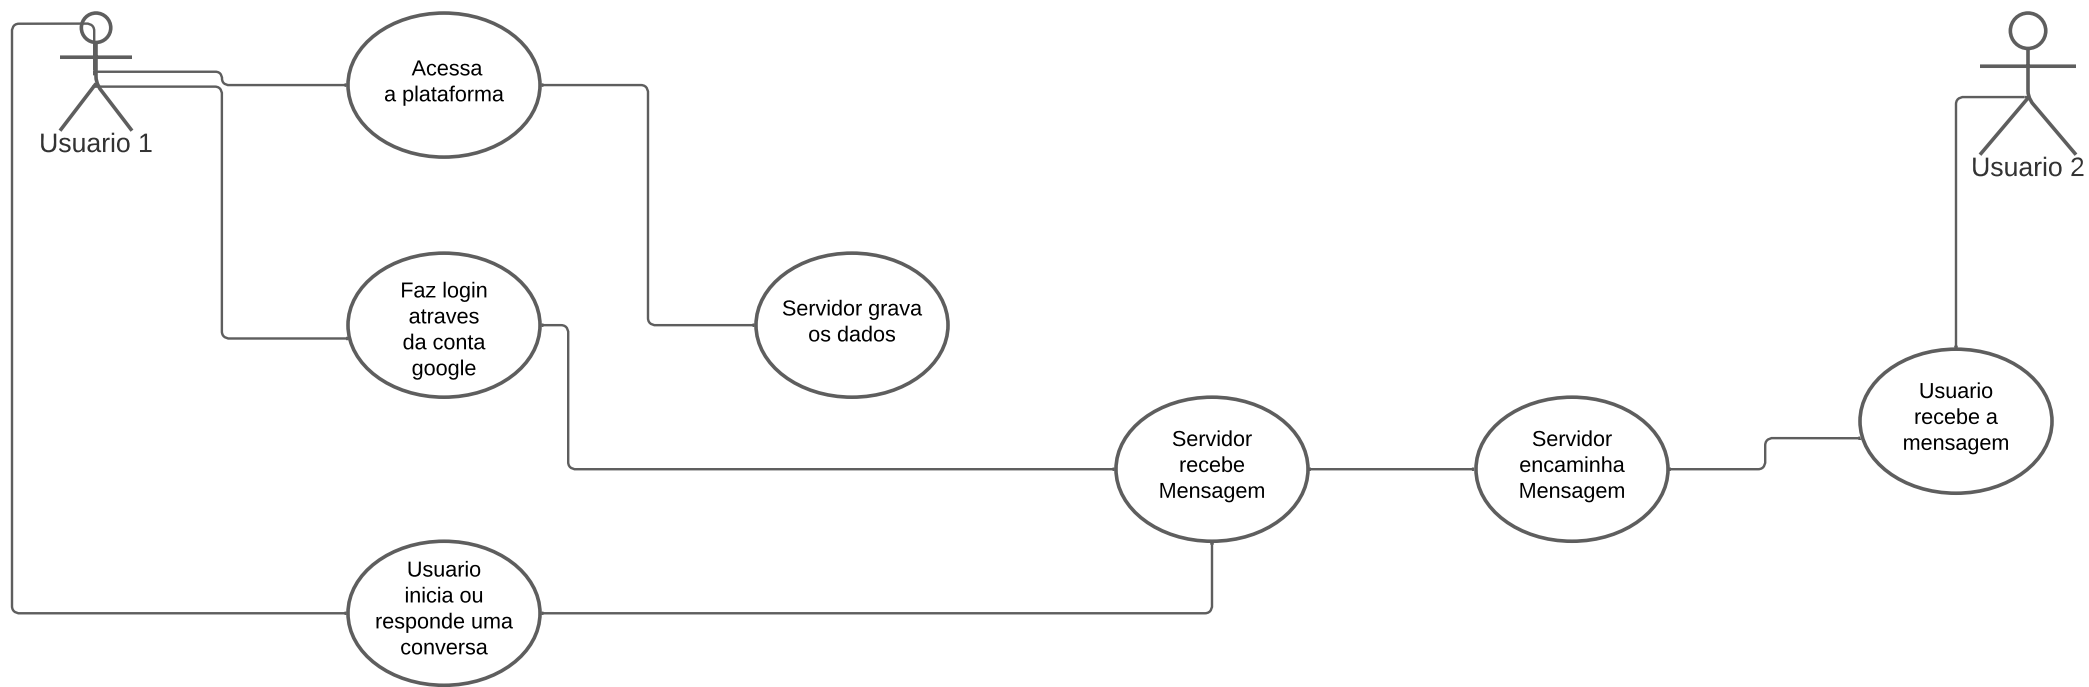 Usuario 1
Acessa
a plataforma
Usuario 2
Faz login
atraves
da conta
google
Servidor grava
os dados
Usuario
recebe a
mensagem
Servidor
recebe
Mensagem
Servidor
encaminha
Mensagem
Usuario
inicia ou
responde uma
conversa